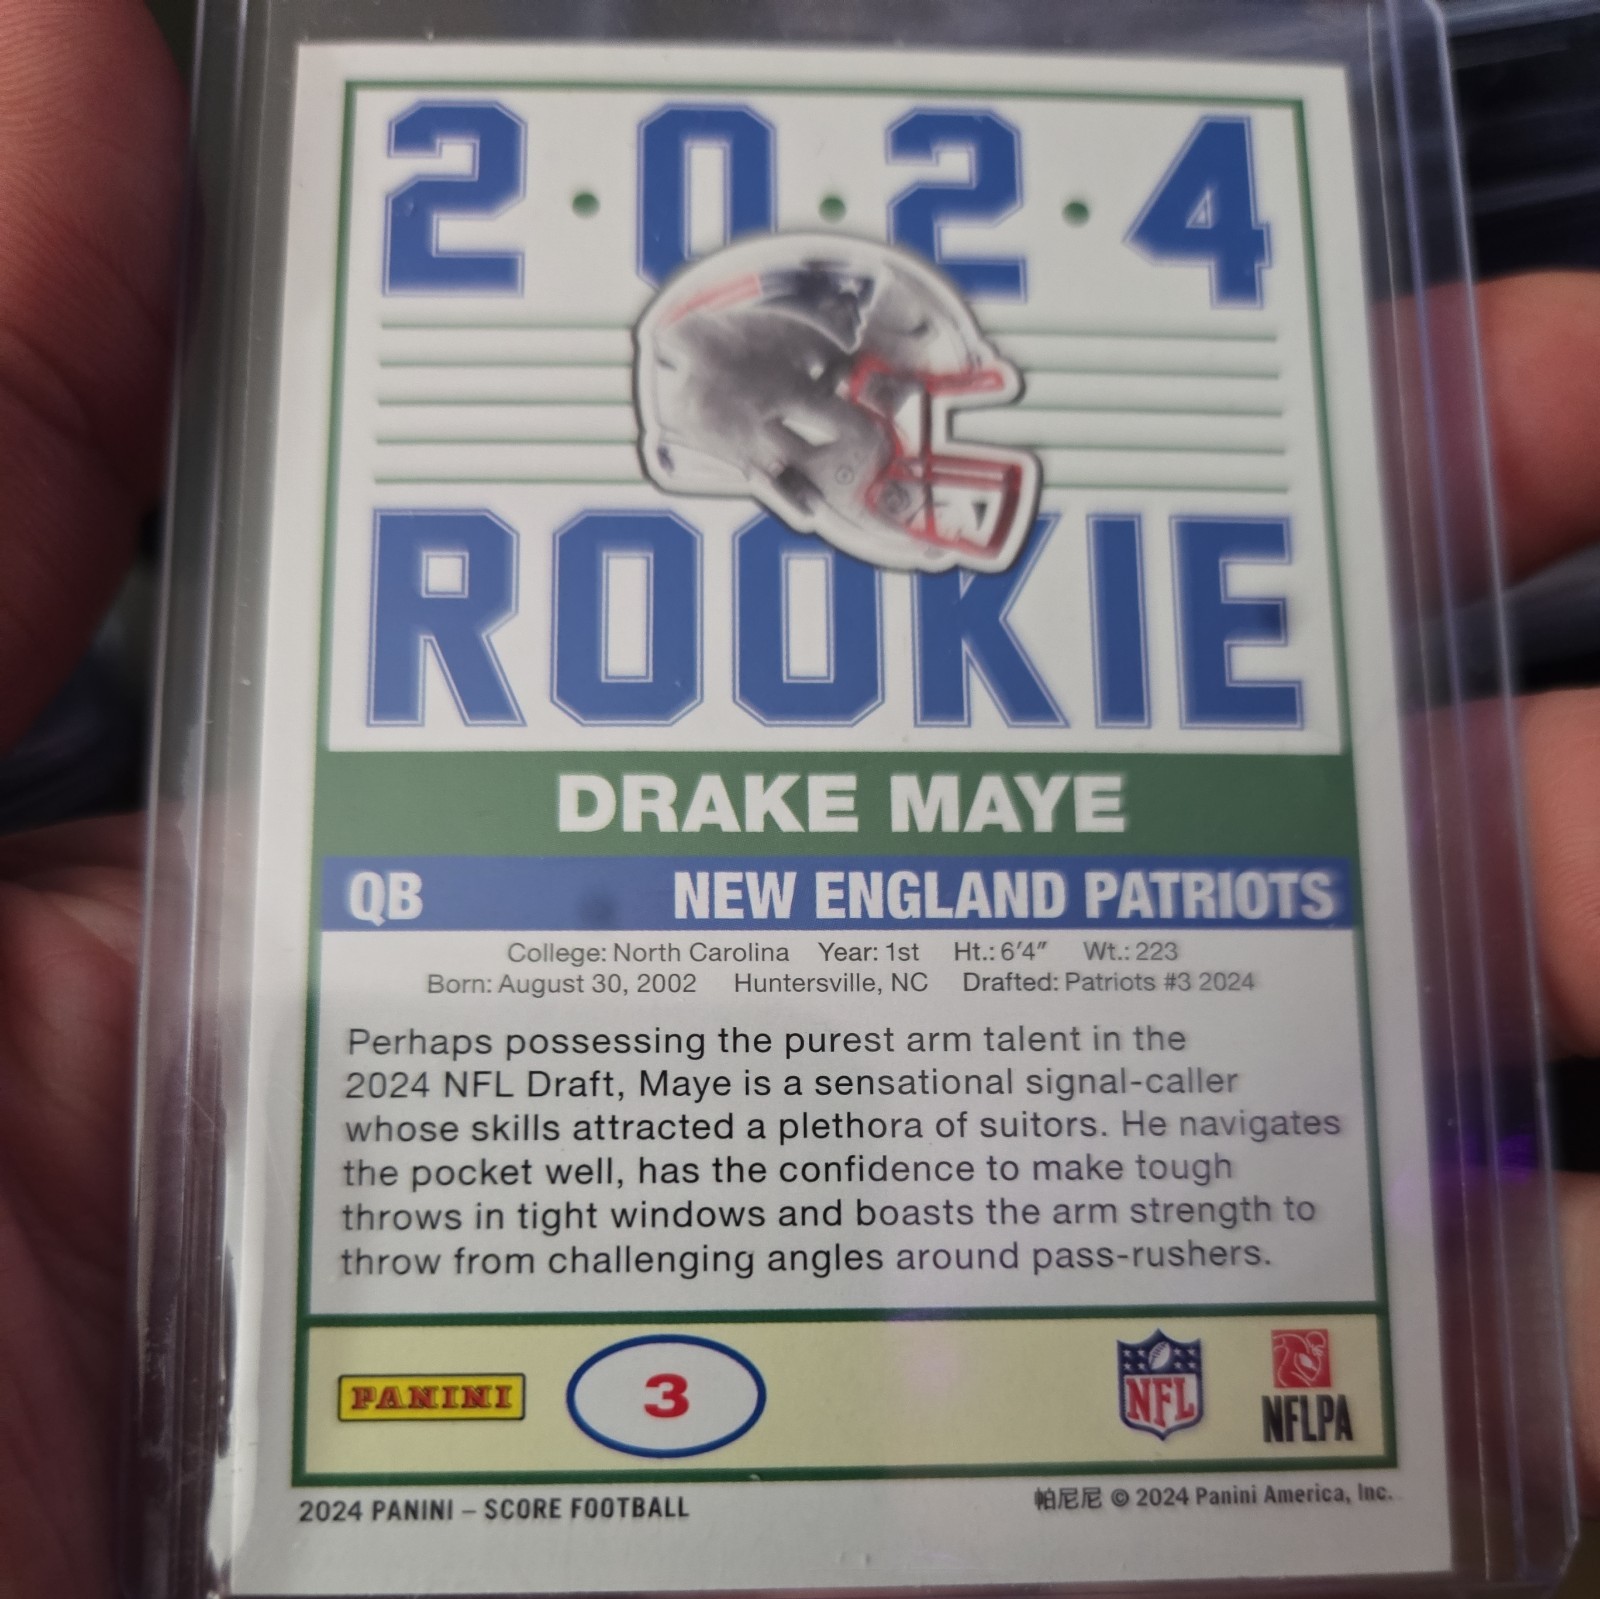 2•0•2•4
ROOKIE
DRAKE MAYE
QB NEW ENGLAND PATRIOTS
College: North Carolina Year: 1st Ht.: 6'4" Wt.: 223
Born: August 30, 2002 Huntersville, NC Drafted: Patriots #3 2024
Perhaps possessing the purest arm talent in the
2024 NFL Draft, Maye is a sensational signal-caller
whose skills attracted a plethora of suitors. He navigates
the pocket well, has the confidence to make tough
throws in tight windows and boasts the arm strength to
throw from challenging angles around pass-rushers.
PANINI 3 NFL NFLPA
2024 PANINI – SCORE FOOTBALL 帕尼尼 © 2024 Panini America, Inc.